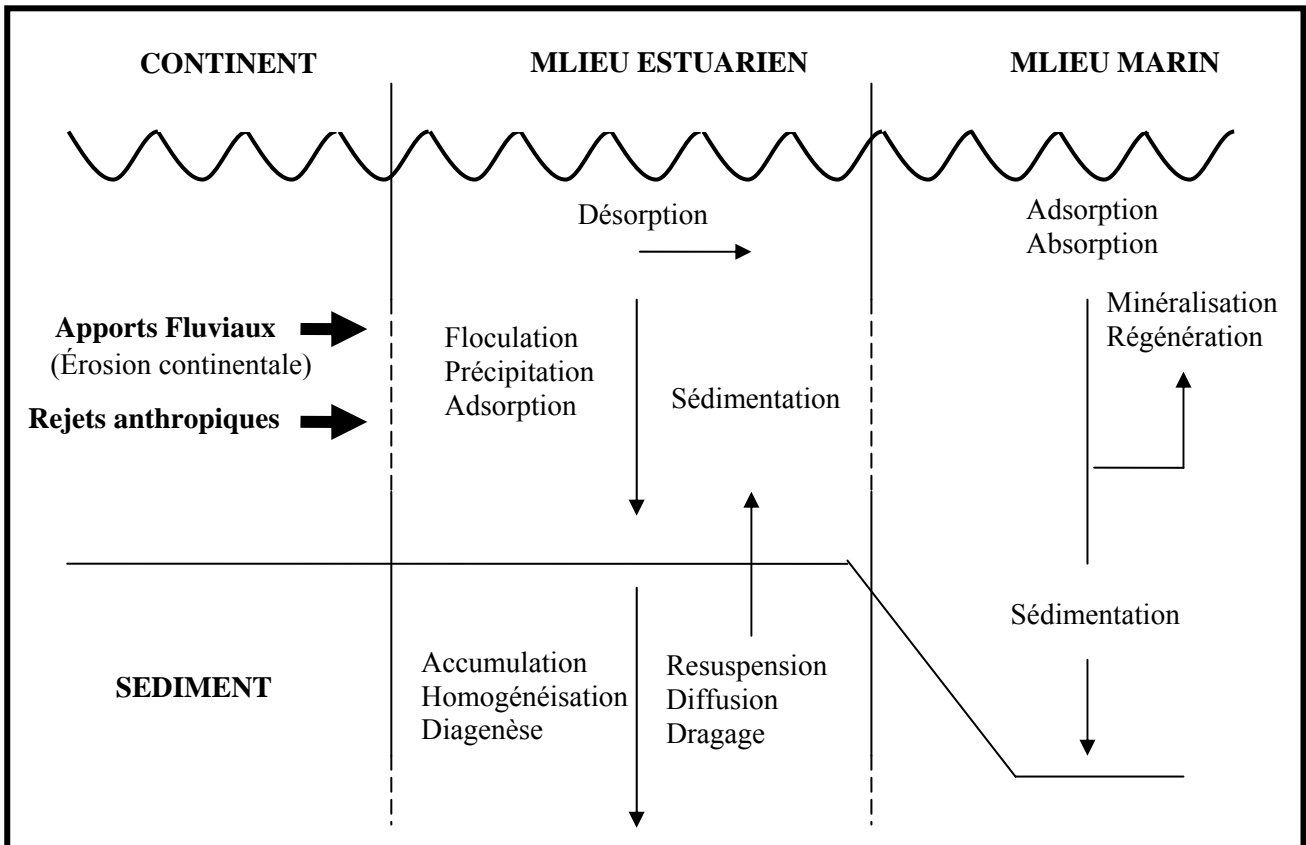 CONTINENT
MLIEU ESTUARIEN
MLIEU MARIN
Désorption
Adsorption
Absorption
Apports Fluviaux
(Érosion continentale)
Rejets anthropiques
Floculation
Précipitation
Adsorption
Sédimentation
Minéralisation
Régénération
Sédimentation
SEDIMENT
Accumulation
Homogénéisation
Diagenèse
Resuspension
Diffusion
Dragage